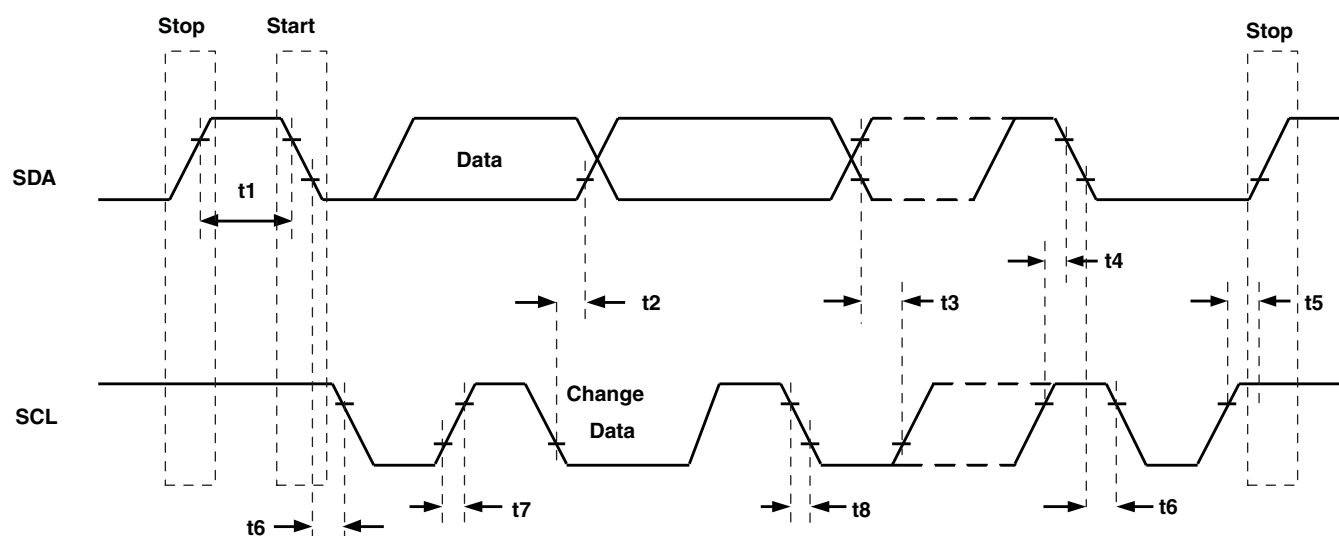 Stop
Start
Stop
SDA
Data
t1
t4
t2
t3
t5
SCL
Change
Data
t6
t7
t8
t6